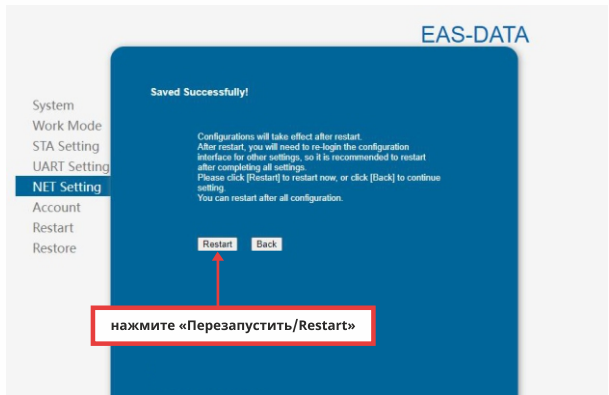 EAS-DATA
Saved Successfully!
System
Work Mode
STA Setting
UART Setting
NET Setting
Account
Restart
Restore
Configurations will take effect after restart.
After restart, you will need to re-login the configuration
interface for other settings, so it is recommended to restart
after completing all settings.
Please click [Restart] to restart now, or click [Back] to continue
setting.
You can restart after all configuration.
Restart Back
нажмите «Перезапустить/Restart»